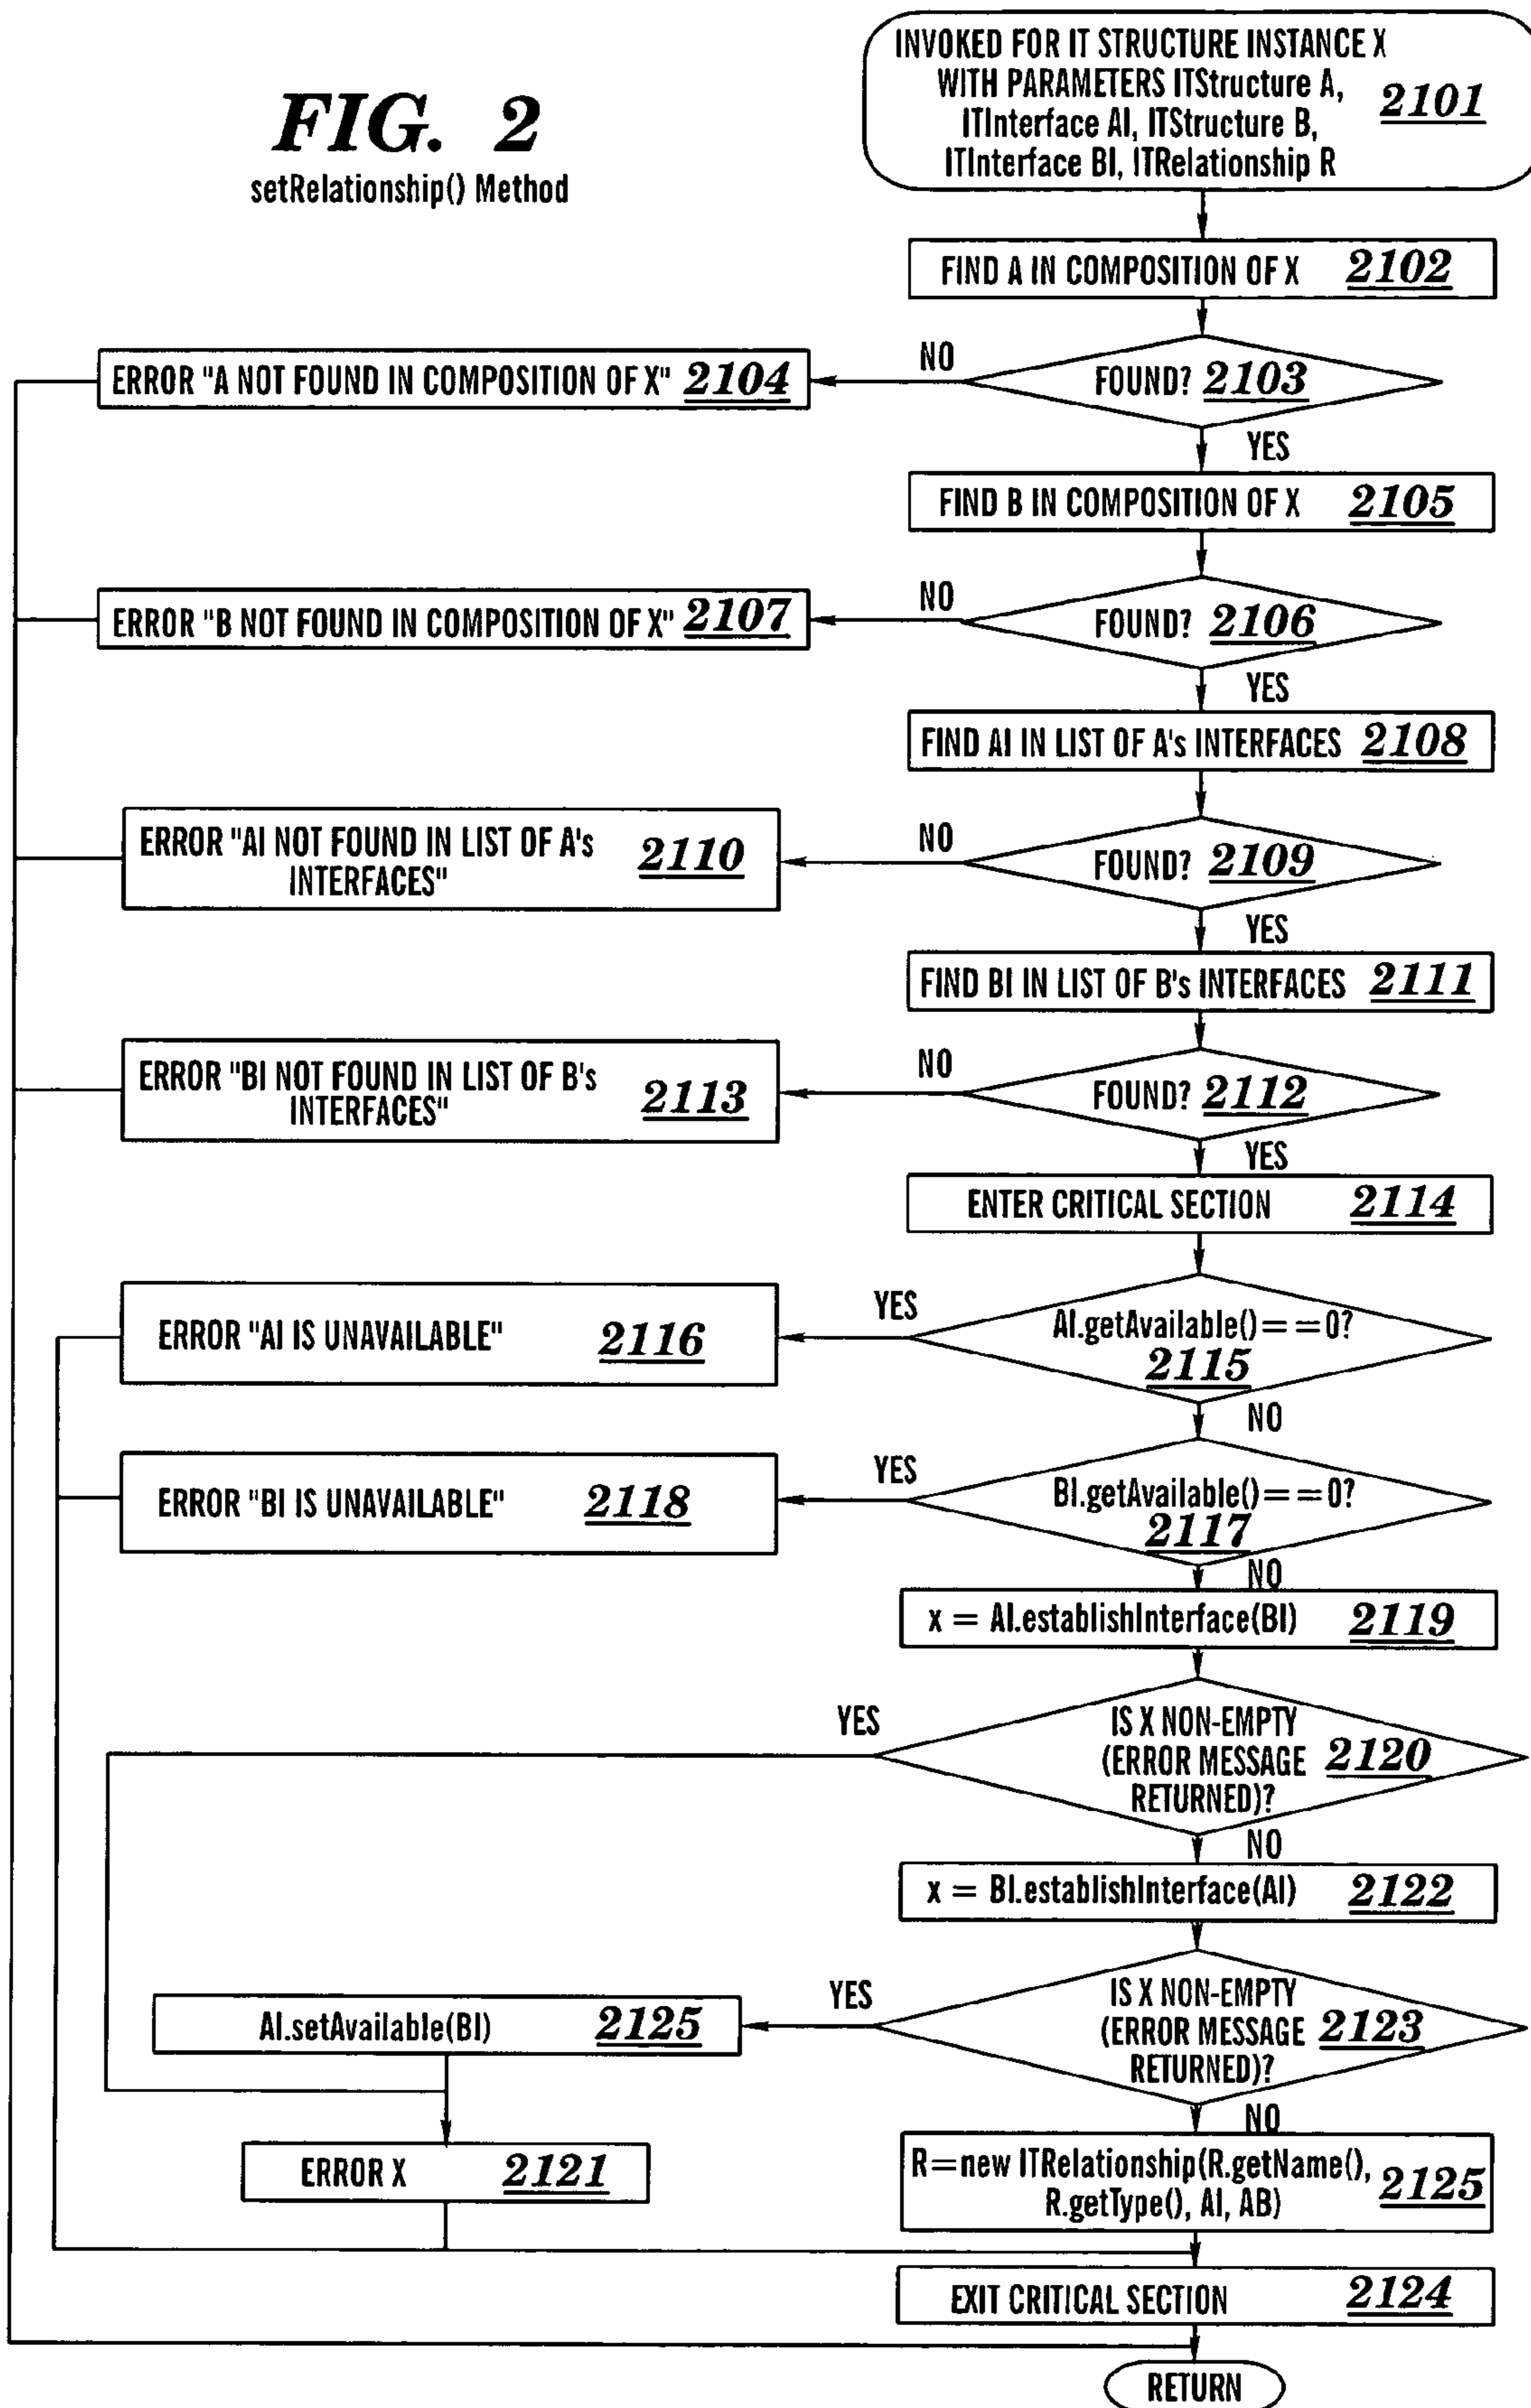 FIG. 2
setRelationship() Method
INVOKED FOR IT STRUCTURE INSTANCE X
WITH PARAMETERS ITStructure A,
ITInterface AI, ITStructure B,
ITInterface BI, ITRelationship R
2101
FIND A IN COMPOSITION OF X 2102
FOUND? 2103
NO
ERROR "A NOT FOUND IN COMPOSITION OF X" 2104
YES
FIND B IN COMPOSITION OF X 2105
FOUND? 2106
NO
ERROR "B NOT FOUND IN COMPOSITION OF X" 2107
YES
FIND AI IN LIST OF A's INTERFACES 2108
FOUND? 2109
NO
ERROR "AI NOT FOUND IN LIST OF A's
INTERFACES"
2110
YES
FIND BI IN LIST OF B's INTERFACES 2111
FOUND? 2112
NO
ERROR "BI NOT FOUND IN LIST OF B's
INTERFACES"
2113
YES
ENTER CRITICAL SECTION 2114
AI.getAvailable()==0?
2115
YES
ERROR "AI IS UNAVAILABLE" 2116
NO
BI.getAvailable()==0?
2117
YES
ERROR "BI IS UNAVAILABLE" 2118
NO
x = AI.establishInterface(BI) 2119
IS X NON-EMPTY
(ERROR MESSAGE
RETURNED)?
2120
YES
NO
x = BI.establishInterface(AI) 2122
IS X NON-EMPTY
(ERROR MESSAGE
RETURNED)?
2123
YES
AI.setAvailable(BI) 2125
NO
ERROR X 2121
R=new ITRelationship(R.getName(),
R.getType(), AI, AB)
2125
EXIT CRITICAL SECTION 2124
RETURN